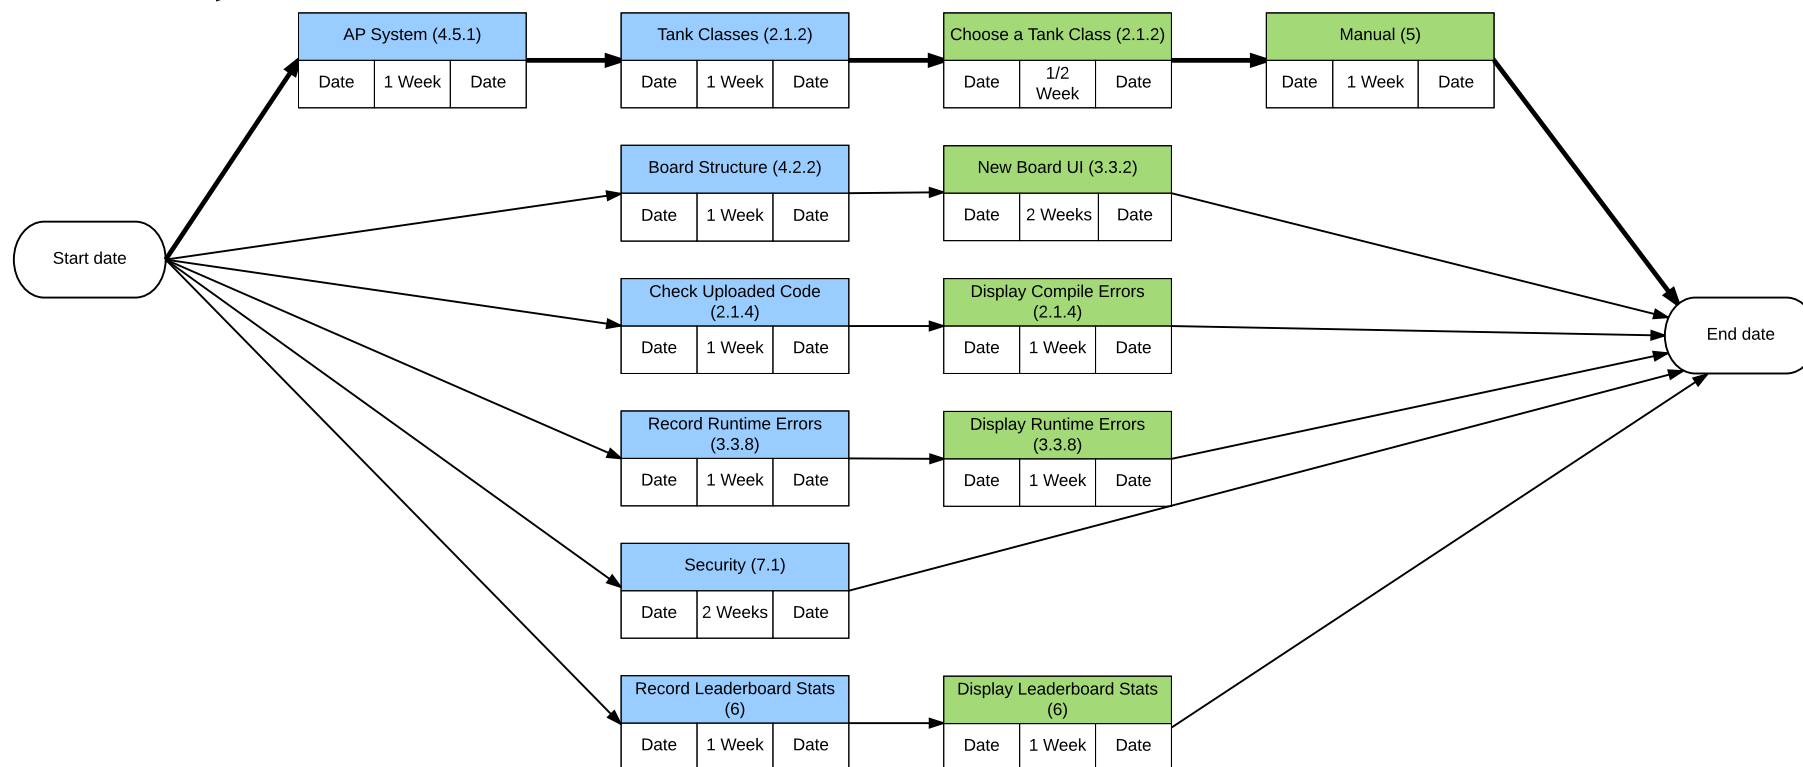 AP System (4.5.1)
Date
1 Week
Date
Tank Classes (2.1.2)
Date
1 Week
Date
Choose a Tank Class (2.1.2)
Date
1/2
Week
Date
Manual (5)
Date
1 Week
Date
Board Structure (4.2.2)
Date
1 Week
Date
New Board UI (3.3.2)
Date
2 Weeks
Date
Start date
Check Uploaded Code
(2.1.4)
Date
1 Week
Date
Display Compile Errors
(2.1.4)
Date
1 Week
Date
End date
Record Runtime Errors
(3.3.8)
Date
1 Week
Date
Display Runtime Errors
(3.3.8)
Date
1 Week
Date
Security (7.1)
Date
2 Weeks
Date
Record Leaderboard Stats
(6)
Date
1 Week
Date
Display Leaderboard Stats
(6)
Date
1 Week
Date